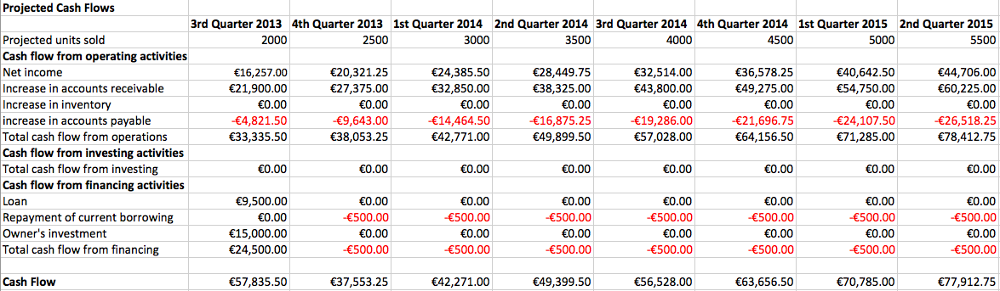 Projected Cash Flows
3rd Quarter 2013 4th Quarter 2013 1st Quarter 2014 2nd Quarter 2014 3rd Quarter 2014 4th Quarter 2014 1st Quarter 2015 2nd Quarter 2015
Projected units sold 2000 2500 3000 3500 4000 4500 5000 5500
Cash flow from operating activities
Net income €16,257.00 €20,321.25 €24,385.50 €28,449.75 €32,514.00 €36,578.25 €40,642.50 €44,706.00
Increase in accounts receivable €21,900.00 €27,375.00 €32,850.00 €38,325.00 €43,800.00 €49,275.00 €54,750.00 €60,225.00
Increase in inventory €0.00 €0.00 €0.00 €0.00 €0.00 €0.00 €0.00 €0.00
increase in accounts payable -€4,821.50 -€9,643.00 -€14,464.50 -€16,875.25 -€19,286.00 -€21,696.75 -€24,107.50 -€26,518.25
Total cash flow from operations €33,335.50 €38,053.25 €42,771.00 €49,899.50 €57,028.00 €64,156.50 €71,285.00 €78,412.75
Cash flow from investing activities
Total cash flow from investing €0.00 €0.00 €0.00 €0.00 €0.00 €0.00 €0.00 €0.00
Cash flow from financing activities
Loan €9,500.00 €0.00 €0.00 €0.00 €0.00 €0.00 €0.00 €0.00
Repayment of current borrowing €0.00 -€500.00 -€500.00 -€500.00 -€500.00 -€500.00 -€500.00 -€500.00
Owner's investment €15,000.00 €0.00 €0.00 €0.00 €0.00 €0.00 €0.00 €0.00
Total cash flow from financing €24,500.00 -€500.00 -€500.00 -€500.00 -€500.00 -€500.00 -€500.00 -€500.00
Cash Flow €57,835.50 €37,553.25 €42,271.00 €49,399.50 €56,528.00 €63,656.50 €70,785.00 €77,912.75